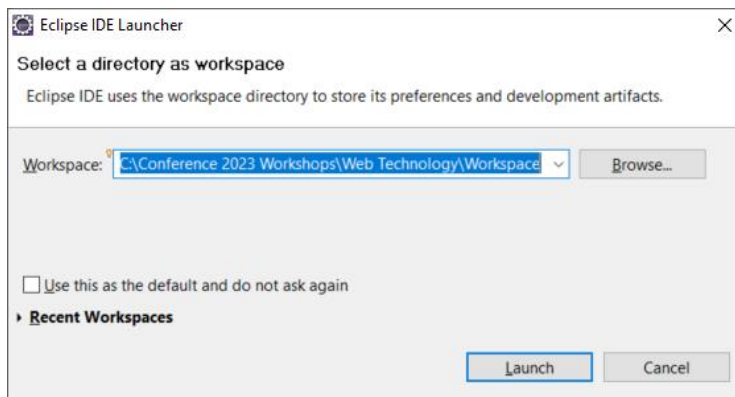 Eclipse IDE Launcher
Select a directory as workspace
Eclipse IDE uses the workspace directory to store its preferences and development artifacts.
Workspace: C:\Conference 2023 Workshops\Web Technology\Workspace Browse...
Use this as the default and do not ask again
Recent Workspaces
Launch Cancel